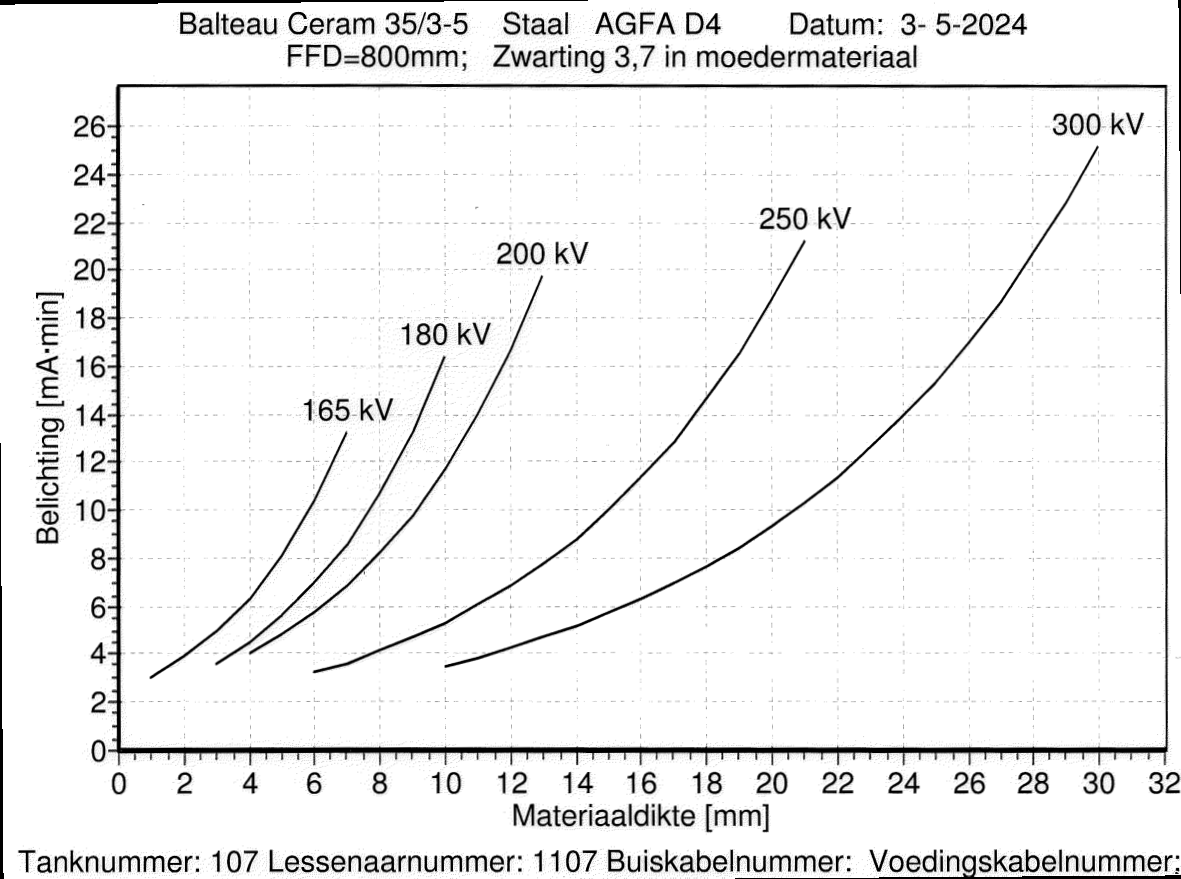 Balteau Ceram 35/3-5 Staal AGFA D4 Datum: 3- 5-2024
FFD=800mm; Zwarting 3,7 in moedermateriaal
300 kV
250 kV
200 kV
180 kV
165 kV
Belichting [mA·min]
26
24
22
20
18
16
14
12
10
8
6
4
2
0
0 2 4 6 8 10 12 14 16 18 20 22 24 26 28 30 32
Materiaaldikte [mm]
Tanknummer: 107 Lessenaarnummer: 1107 Buiskabelnummer: Voedingskabelnummer: